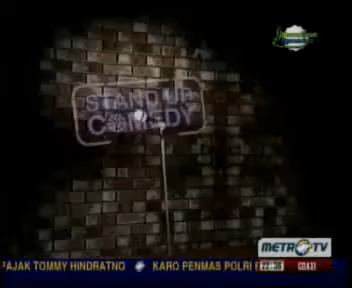 STAND UP
COMEDY
METRO TV
PAJAK TOMMY HINDRATNO KARO PENMAS POLRI